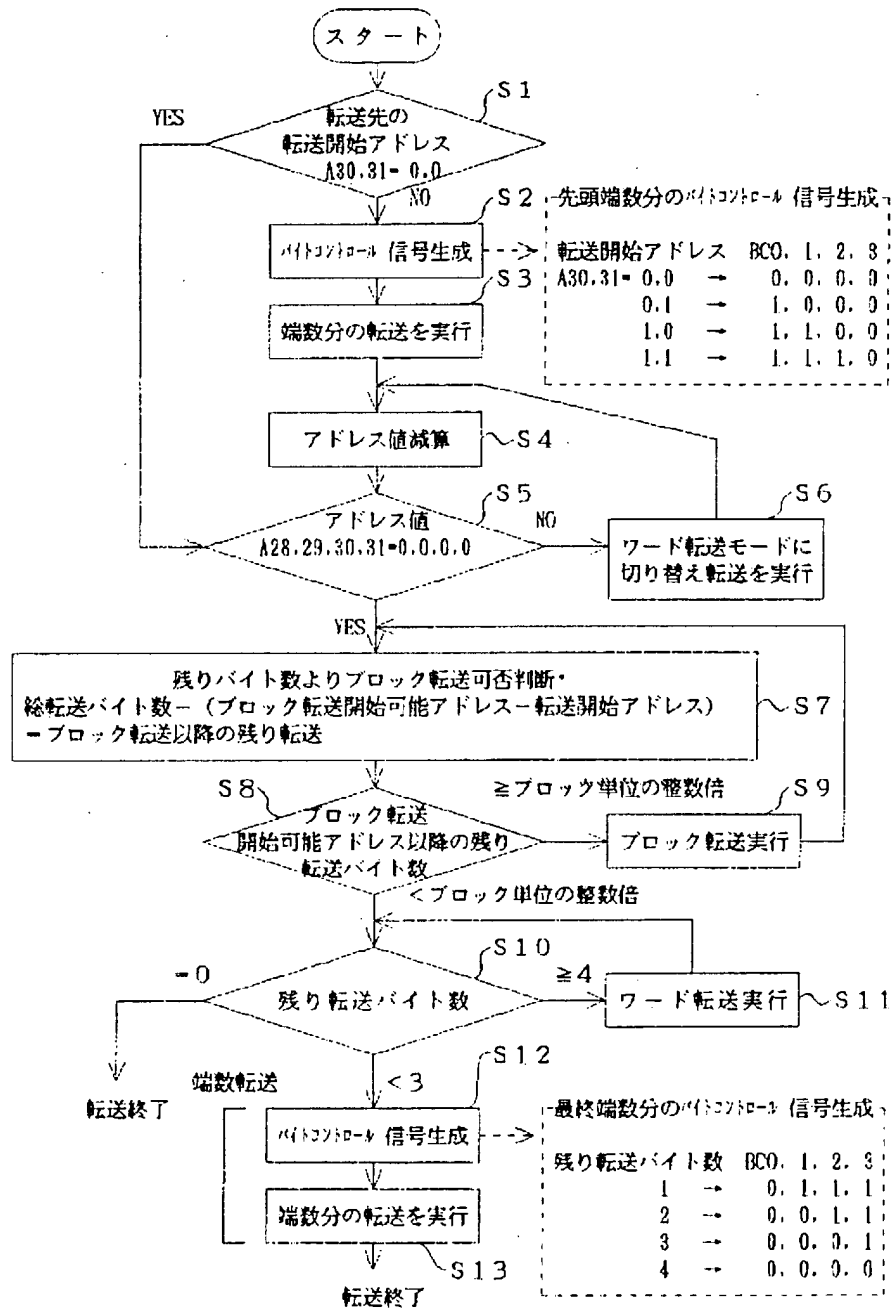 スタート
S1
YES
転送先の
転送開始アドレス
A30,31=0.0
NO
S2
バイトコントロール 信号生成
先頭端数分のバイトコントロール 信号生成
転送開始アドレス BC0, 1, 2, 3
A30,31= 0.0 → 0, 0, 0, 0
0.1 → 1, 0, 0, 0
1.0 → 1, 1, 0, 0
1.1 → 1, 1, 1, 0
S3
端数分の転送を実行
アドレス値減算
S4
S5
アドレス値
A28,29,30,31=0.0.0.0
NO
S6
ワード転送モードに
切り替え転送を実行
YES
残りバイト数よりブロック転送可否判断・
総転送バイト数−(ブロック転送開始可能アドレス−転送開始アドレス)
=ブロック転送以降の残り転送
S7
S8
ブロック転送
開始可能アドレス以降の残り
転送バイト数
≧ブロック単位の整数倍
S9
ブロック転送実行
<ブロック単位の整数倍
S10
=0
残り転送バイト数
≧4
ワード転送実行
S11
転送終了
端数転送
<3
S12
バイトコントロール 信号生成
最終端数分のバイトコントロール 信号生成
残り転送バイト数 BC0, 1, 2, 3
1 → 0, 1, 1, 1
2 → 0, 0, 1, 1
3 → 0, 0, 0, 1
4 → 0, 0, 0, 0
端数分の転送を実行
S13
転送終了